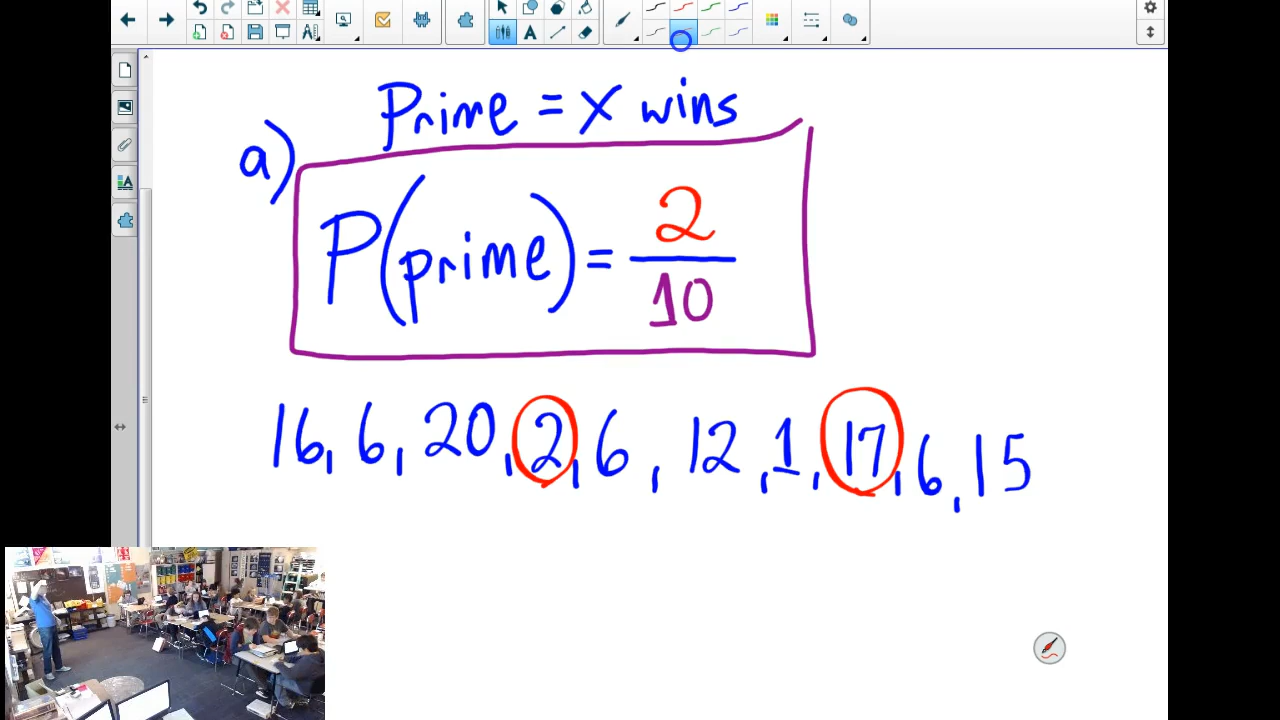 Prime = X wins
a)
P(prime) = 2/10
16, 6, 20, 2, 6, 12, 1, 17, 6, 15